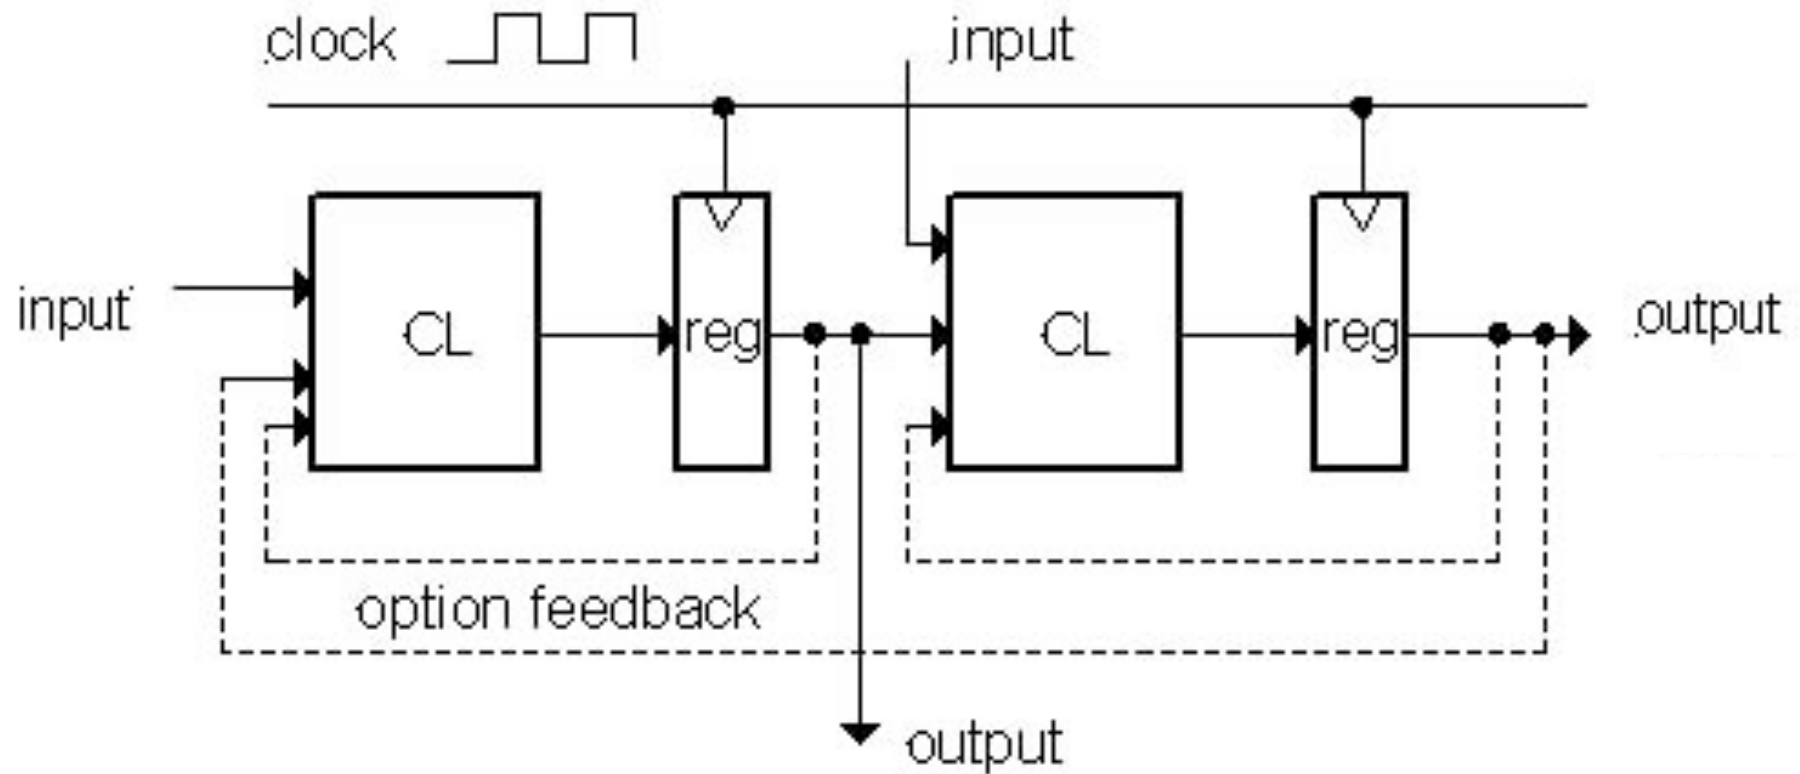 clock
input
input
CL
reg
CL
reg
output
option feedback
output